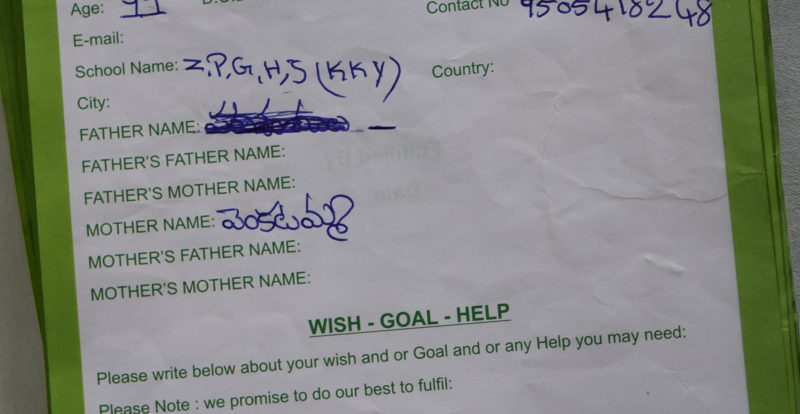 Age: 11
Contact No 9505418248
E-mail:
School Name: Z,P,G,H,S (KKY) Country:
City:
FATHER NAME:
FATHER'S FATHER NAME:
FATHER'S MOTHER NAME:
MOTHER NAME: వెంకటమ్మ
MOTHER'S FATHER NAME:
MOTHER'S MOTHER NAME:
WISH - GOAL - HELP
Please write below about your wish and or Goal and or any Help you may need:
Please Note : we promise to do our best to fulfil: